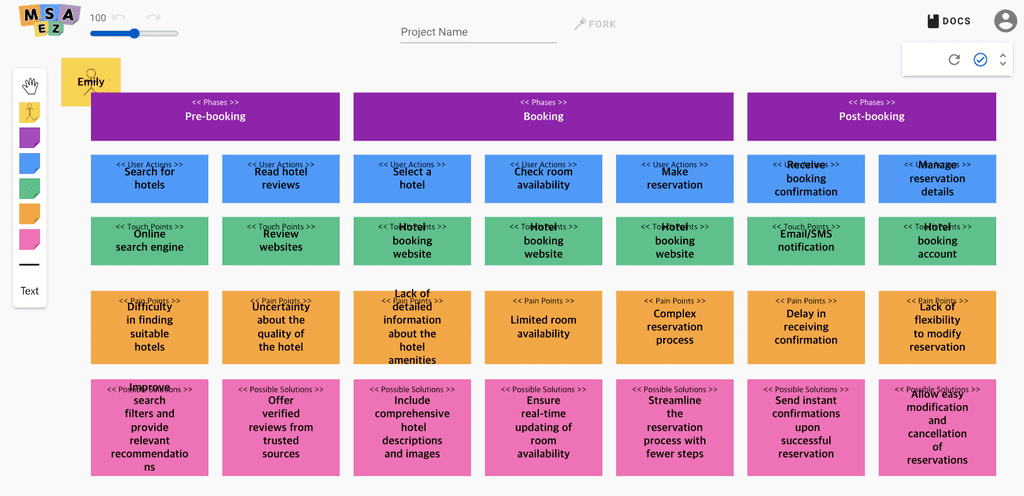 MSA
EZ
100
Project Name
FORK
DOCS
Emily
Text
<< Phases >>
Pre-booking
<< Phases >>
Booking
<< Phases >>
Post-booking
<< User Actions >>
Search for
hotels
<< User Actions >>
Read hotel
reviews
<< User Actions >>
Select a
hotel
<< User Actions >>
Check room
availability
<< User Actions >>
Make
reservation
<< User Actions >>
Receive
booking
confirmation
<< User Actions >>
Manage
reservation
details
<< Touch Points >>
Online
search engine
<< Touch Points >>
Review
websites
<< Touch Points >>
Hotel
booking
website
<< Touch Points >>
Hotel
booking
website
<< Touch Points >>
Hotel
booking
website
<< Touch Points >>
Email/SMS
notification
<< Touch Points >>
Hotel
booking
account
<< Pain Points >>
Difficulty
in finding
suitable
hotels
<< Pain Points >>
Uncertainty
about the
quality of
the hotel
<< Pain Points >>
Lack of
detailed
information
about the
hotel
amenities
<< Pain Points >>
Limited room
availability
<< Pain Points >>
Complex
reservation
process
<< Pain Points >>
Delay in
receiving
confirmation
<< Pain Points >>
Lack of
flexibility
to modify
reservation
<< Possible Solutions >>
Improve
search
filters and
provide
relevant
recommendatio
ns
<< Possible Solutions >>
Offer
verified
reviews from
trusted
sources
<< Possible Solutions >>
Include
comprehensive
hotel
descriptions
and images
<< Possible Solutions >>
Ensure
real-time
updating of
room
availability
<< Possible Solutions >>
Streamline
the
reservation
process with
fewer steps
<< Possible Solutions >>
Send instant
confirmations
upon
successful
reservation
<< Possible Solutions >>
Allow easy
modification
and
cancellation
of
reservations